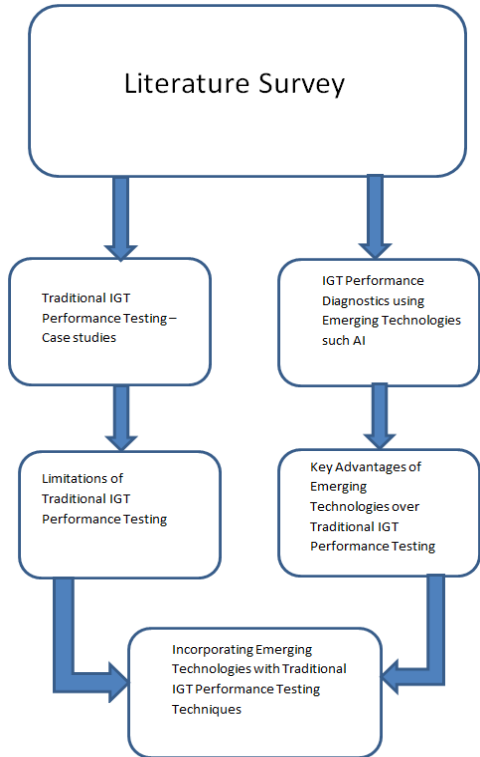 Literature Survey
Traditional IGT
Performance Testing –
Case studies
IGT Performance
Diagnostics using
Emerging Technologies
such AI
Limitations of
Traditional IGT
Performance Testing
Key Advantages of
Emerging
Technologies over
Traditional IGT
Performance Testing
Incorporating Emerging
Technologies with Traditional
IGT Performance Testing
Techniques